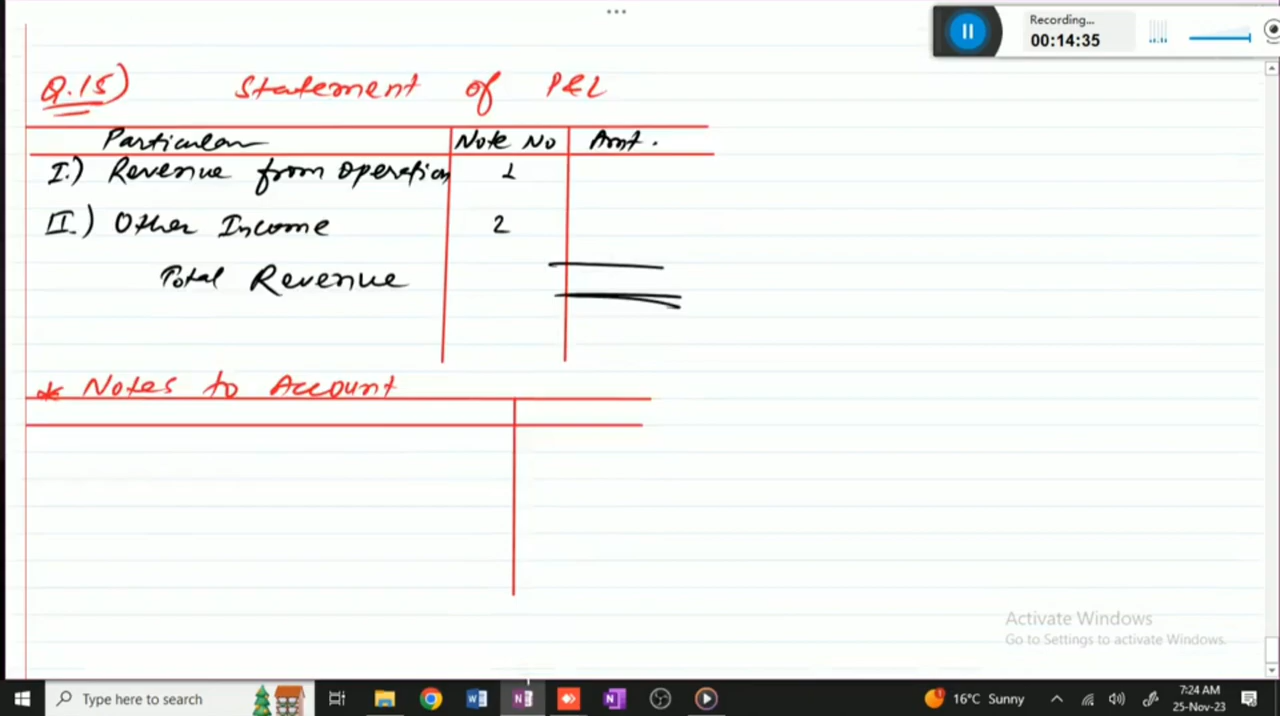 Recording...
00:14:35
Q.15) Statement of P&L
Particular Note No Amt.
I.) Revenue from Operation 1
II.) Other Income 2
Total Revenue
* Notes to Account
Activate Windows
Go to Settings to activate Windows.
Type here to search
16°C Sunny
7:24 AM
25-Nov-23